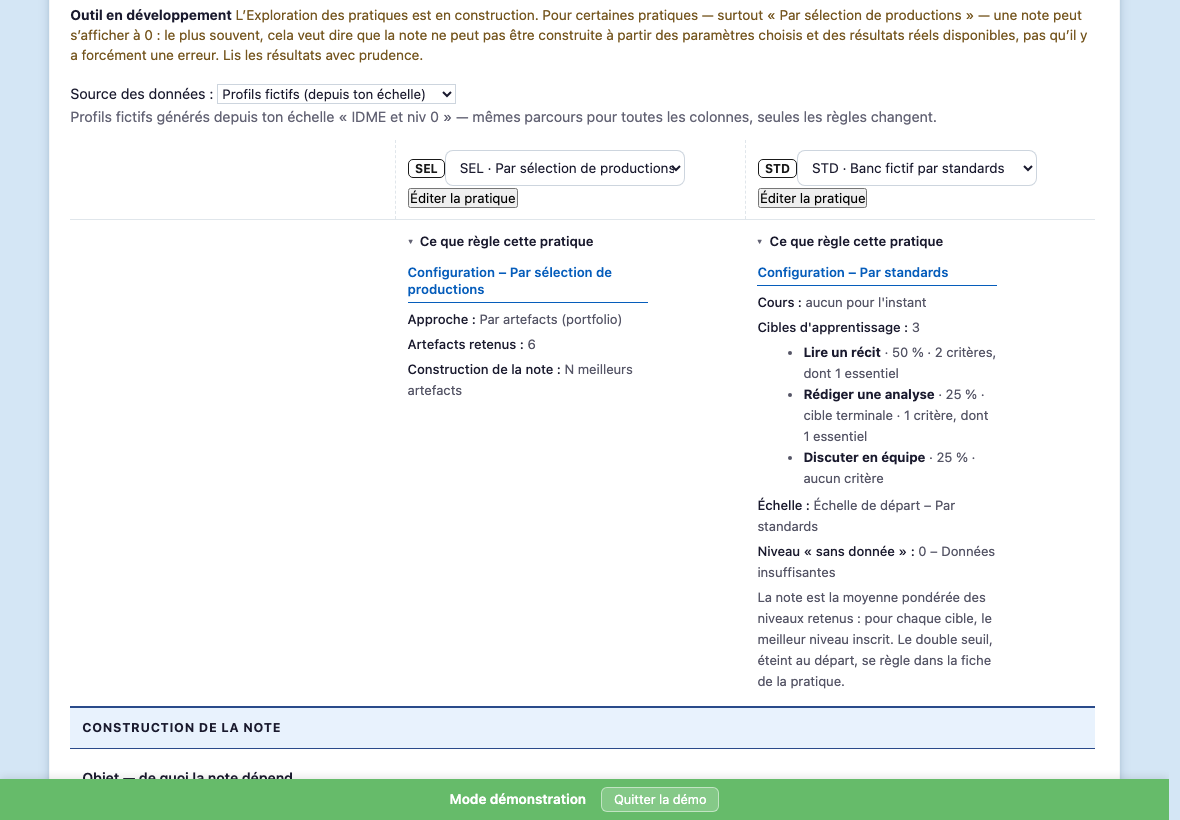 Outil en développement L'Exploration des pratiques est en construction. Pour certaines pratiques — surtout « Par sélection de productions » — une note peut
s'afficher à 0 : le plus souvent, cela veut dire que la note ne peut pas être construite à partir des paramètres choisis et des résultats réels disponibles, pas qu'il y
a forcément une erreur. Lis les résultats avec prudence.
Source des données : Profils fictifs (depuis ton échelle)
Profils fictifs générés depuis ton échelle « IDME et niv 0 » — mêmes parcours pour toutes les colonnes, seules les règles changent.
SEL SEL · Par sélection de productions
Éditer la pratique
Ce que règle cette pratique
Configuration – Par sélection de
productions
Approche : Par artefacts (portfolio)
Artefacts retenus : 6
Construction de la note : N meilleurs
artefacts
STD STD · Banc fictif par standards
Éditer la pratique
Ce que règle cette pratique
Configuration – Par standards
Cours : aucun pour l'instant
Cibles d'apprentissage : 3
• Lire un récit · 50 % · 2 critères,
dont 1 essentiel
• Rédiger une analyse · 25 % ·
cible terminale · 1 critère, dont
1 essentiel
• Discuter en équipe · 25 % ·
aucun critère
Échelle : Échelle de départ – Par
standards
Niveau « sans donnée » : 0 – Données
insuffisantes
La note est la moyenne pondérée des
niveaux retenus : pour chaque cible, le
meilleur niveau inscrit. Le double seuil,
éteint au départ, se règle dans la fiche
de la pratique.
CONSTRUCTION DE LA NOTE
Objet — de quoi la note dépend
Mode démonstration Quitter la démo